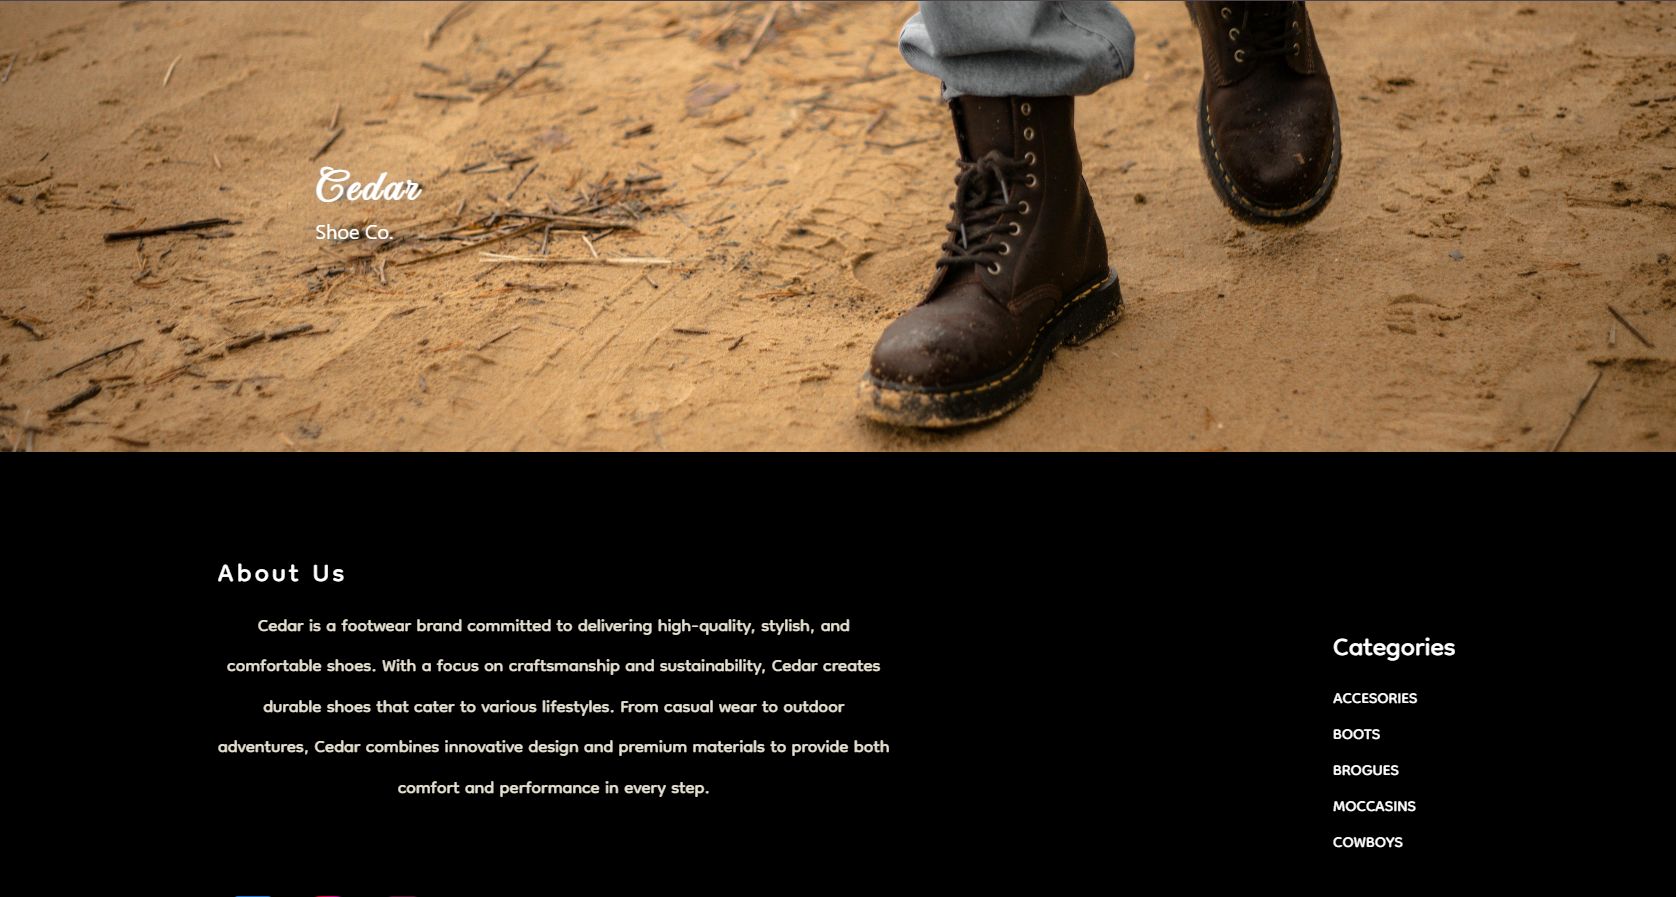 Cedar
Shoe Co.
About Us
Cedar is a footwear brand committed to delivering high-quality, stylish, and
comfortable shoes. With a focus on craftsmanship and sustainability, Cedar creates
durable shoes that cater to various lifestyles. From casual wear to outdoor
adventures, Cedar combines innovative design and premium materials to provide both
comfort and performance in every step.
Categories
ACCESORIES
BOOTS
BROGUES
MOCCASINS
COWBOYS